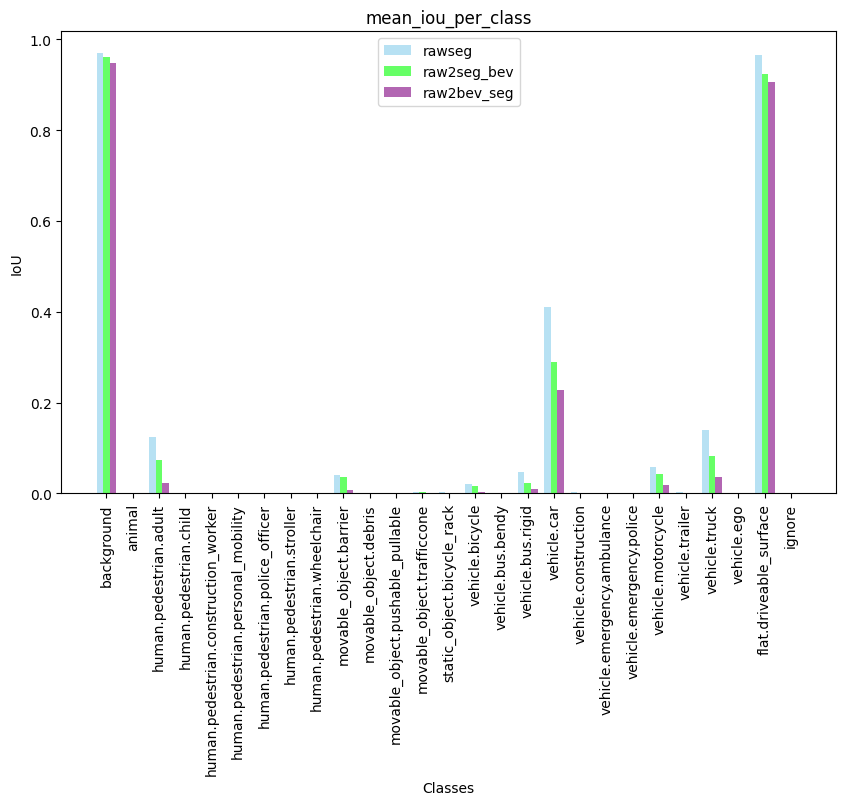 mean_iou_per_class
rawseg
raw2seg_bev
raw2bev_seg
IoU
1.0
0.8
0.6
0.4
0.2
0.0
background
animal
human.pedestrian.adult
human.pedestrian.child
human.pedestrian.construction_worker
human.pedestrian.personal_mobility
human.pedestrian.police_officer
human.pedestrian.stroller
human.pedestrian.wheelchair
movable_object.barrier
movable_object.debris
movable_object.pushable_pullable
movable_object.trafficcone
static_object.bicycle_rack
vehicle.bicycle
vehicle.bus.bendy
vehicle.bus.rigid
vehicle.car
vehicle.construction
vehicle.emergency.ambulance
vehicle.emergency.police
vehicle.motorcycle
vehicle.trailer
vehicle.truck
vehicle.ego
flat.driveable_surface
ignore
Classes